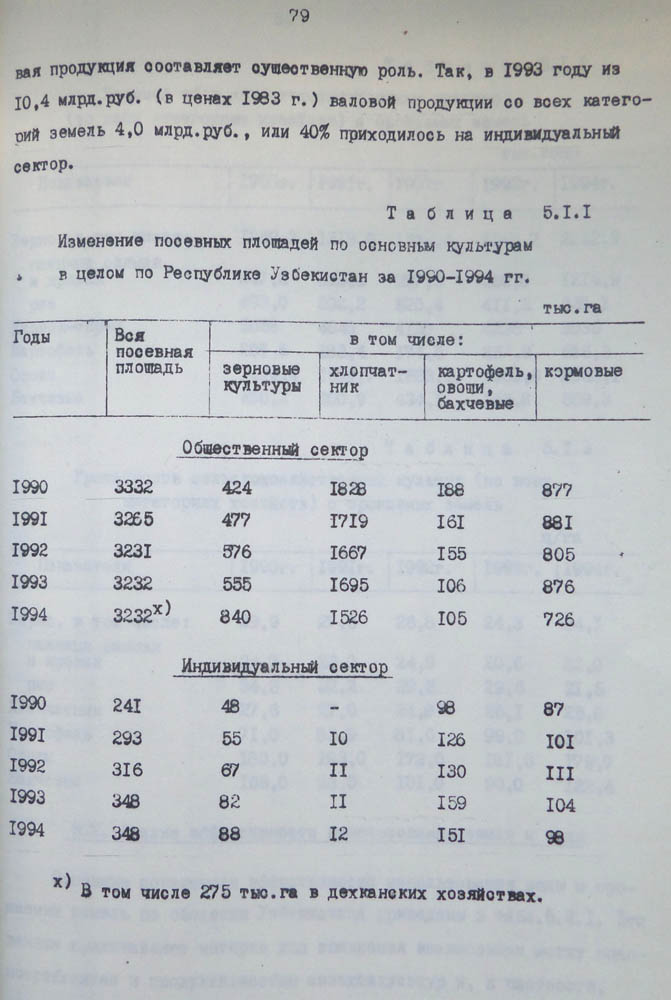 79
вая продукция составляет существенную роль. Так, в 1993 году из
10,4 млрд.руб. (в ценах 1983 г.) валовой продукции со всех катего-
рий земель 4,0 млрд.руб., или 40% приходилось на индивидуальный
сектор.
Таблица 5.1.1
Изменение посевных площадей по основным культурам
в целом по Республике Узбекистан за 1990-1994 гг.
тыс.га
Годы Вся посевная площадь в том числе:
зерновые культуры хлопчат-ник картофель, овощи, бахчевые кормовые
Общественный сектор
1990 3332 424 1828 188 877
1991 3265 477 1719 161 881
1992 3231 576 1667 155 805
1993 3232 555 1695 106 876
1994 3232х) 840 1526 105 726
Индивидуальный сектор
1990 241 48 - 98 87
1991 293 55 10 126 101
1992 316 67 11 130 111
1993 348 82 11 159 104
1994 348 88 12 151 98
х) В том числе 275 тыс.га в дехканских хозяйствах.